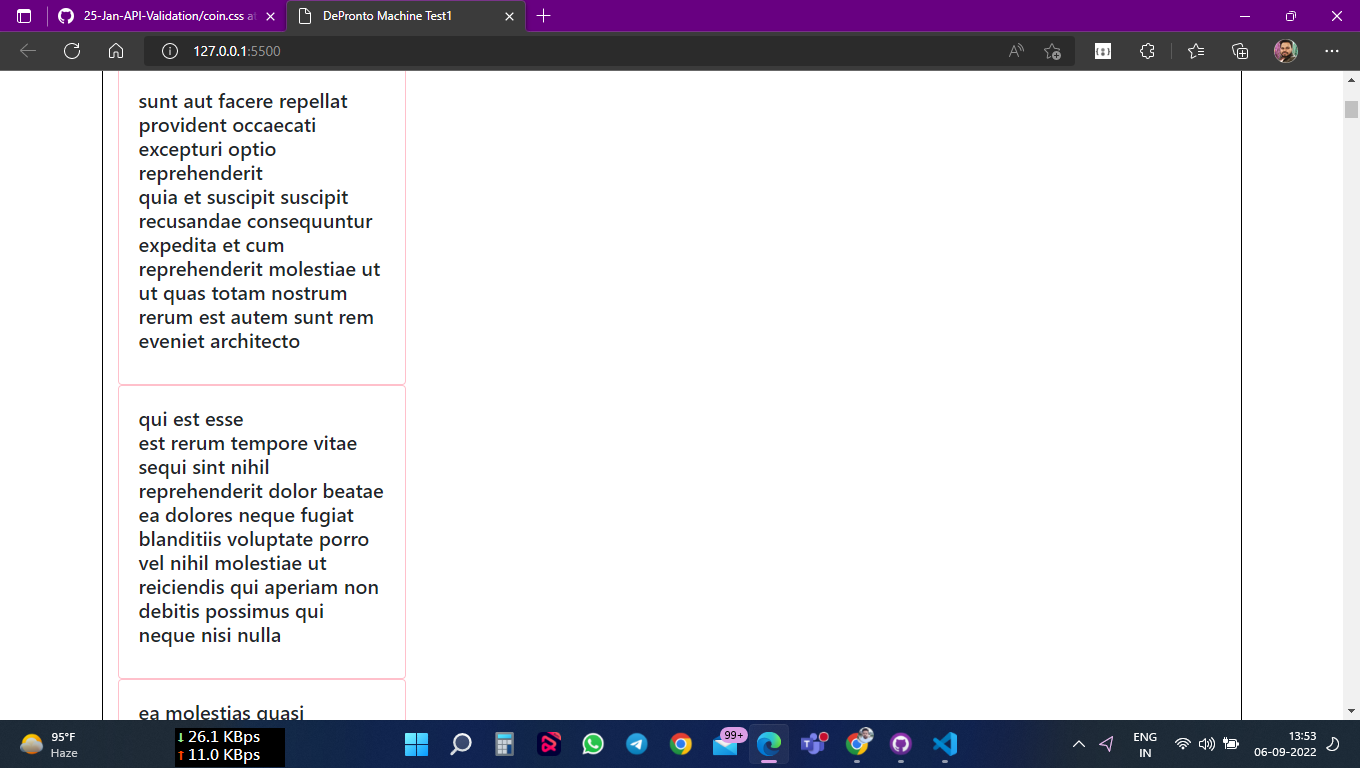 25-Jan-API-Validation/coin.css at
DePronto Machine Test1
127.0.0.1:5500
sunt aut facere repellat
provident occaecati
excepturi optio
reprehenderit
quia et suscipit suscipit
recusandae consequuntur
expedita et cum
reprehenderit molestiae ut
ut quas totam nostrum
rerum est autem sunt rem
eveniet architecto
qui est esse
est rerum tempore vitae
sequi sint nihil
reprehenderit dolor beatae
ea dolores neque fugiat
blanditiis voluptate porro
vel nihil molestiae ut
reiciendis qui aperiam non
debitis possimus qui
neque nisi nulla
ea molestias quasi
95°F
Haze
26.1 KBps
11.0 KBps
99+
ENG
IN
13:53
06-09-2022